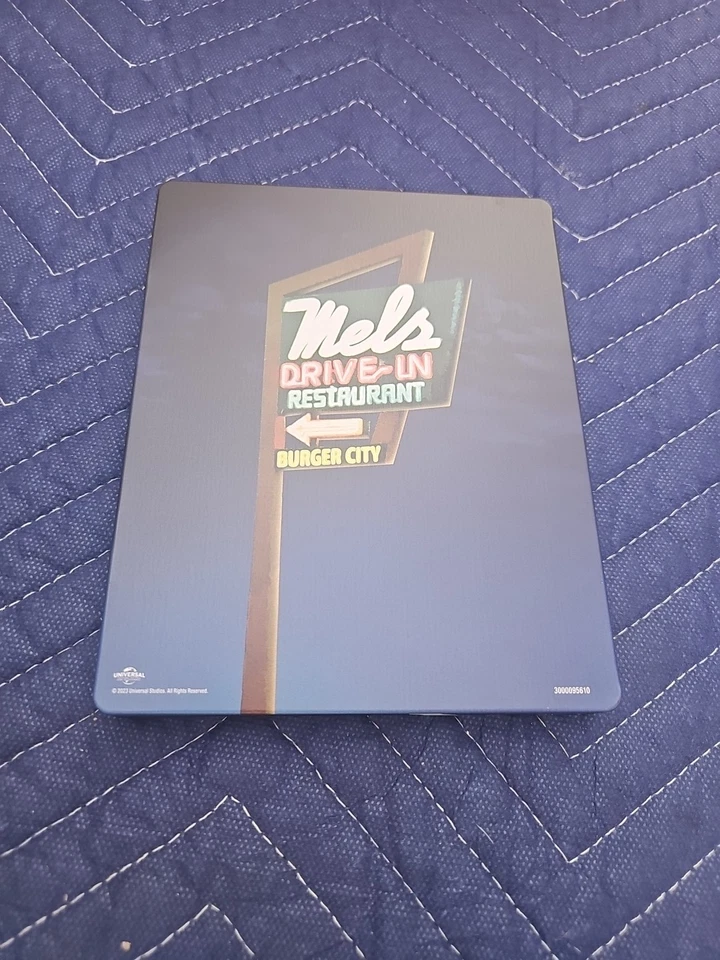 Mels
DRIVE-IN
RESTAURANT
BURGER CITY
UNIVERSAL
© 2023 Universal Studios. All Rights Reserved.
3000095610